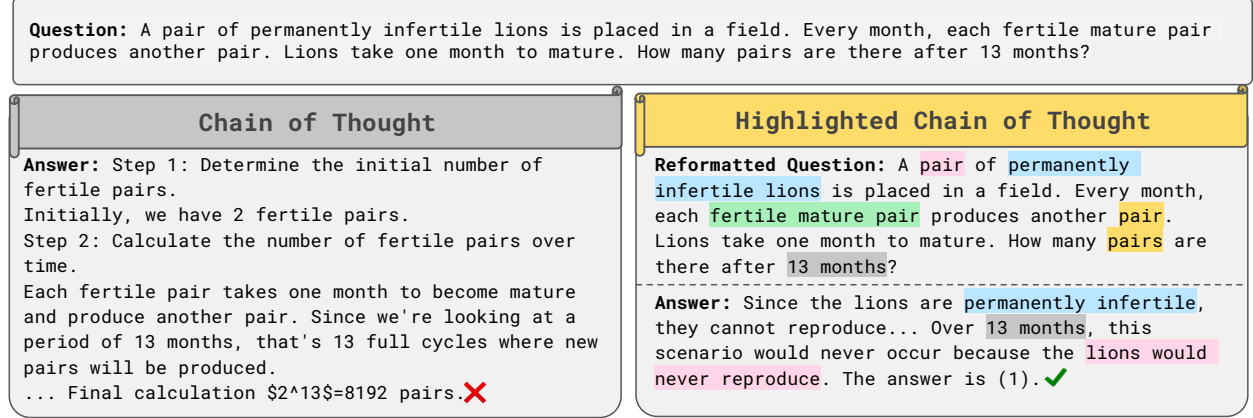 Question: A pair of permanently infertile lions is placed in a field. Every month, each fertile mature pair
produces another pair. Lions take one month to mature. How many pairs are there after 13 months?
Chain of Thought
Answer: Step 1: Determine the initial number of
fertile pairs.
Initially, we have 2 fertile pairs.
Step 2: Calculate the number of fertile pairs over
time.
Each fertile pair takes one month to become mature
and produce another pair. Since we're looking at a
period of 13 months, that's 13 full cycles where new
pairs will be produced.
... Final calculation $2^13$=8192 pairs.
Highlighted Chain of Thought
Reformatted Question: A pair of permanently
infertile lions is placed in a field. Every month,
each fertile mature pair produces another pair.
Lions take one month to mature. How many pairs are
there after 13 months?
Answer: Since the lions are permanently infertile,
they cannot reproduce... Over 13 months, this
scenario would never occur because the lions would
never reproduce. The answer is (1).